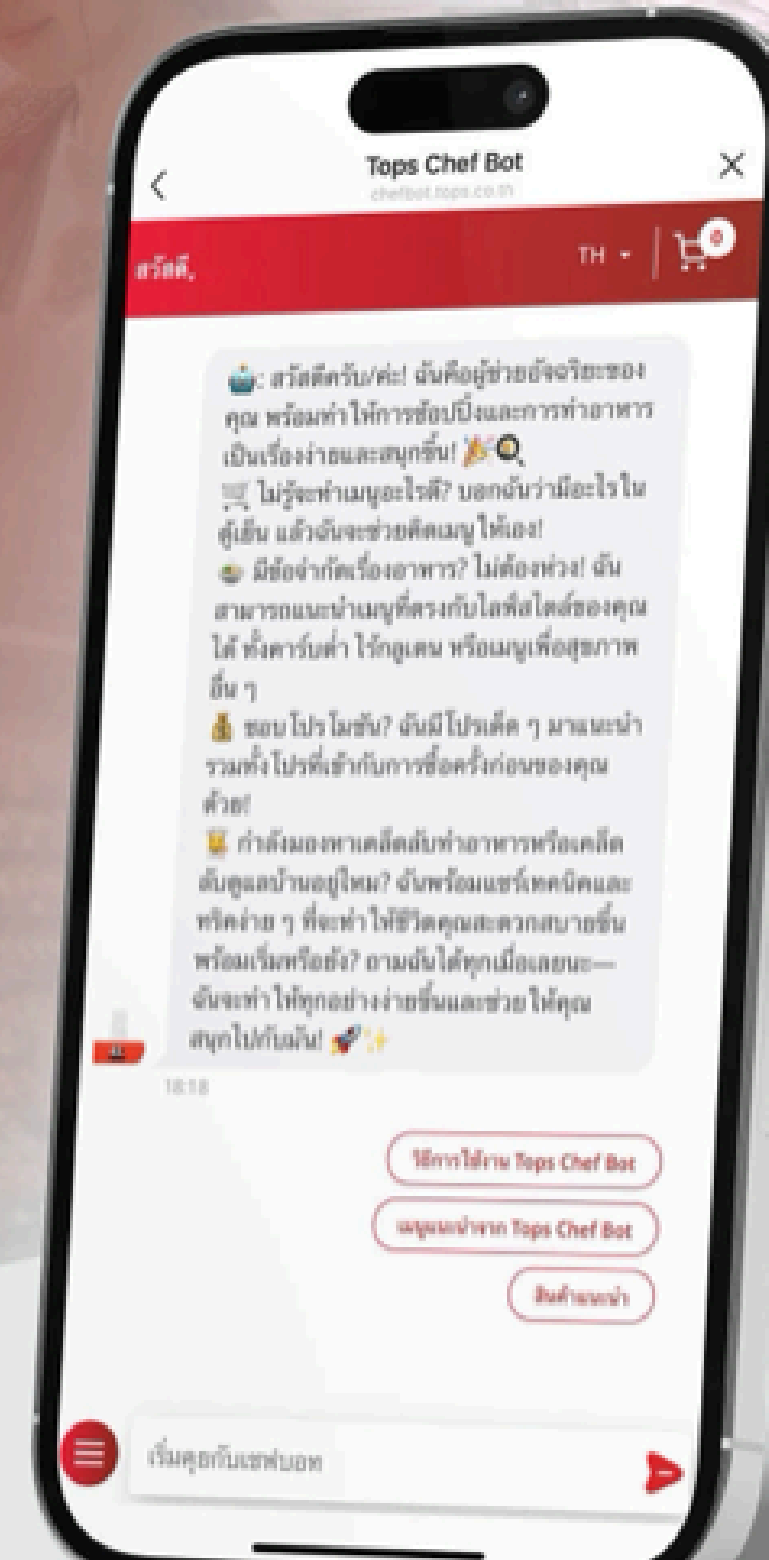 Tops Chef Bot
chefbot.tops.co.th
สวัสดี,
TH
0
🤖: สวัสดีครับ/ค่ะ! ฉันคือผู้ช่วยอัจฉริยะของ
คุณ พร้อมทำให้การช้อปปิ้งและการทำอาหาร
เป็นเรื่องง่ายและสนุกขึ้น! 🎉🍳
🛒 ไม่รู้จะทำเมนูอะไรดี? บอกฉันว่ามีอะไรใน
ตู้เย็น แล้วฉันจะช่วยคิดเมนูให้เอง!
🥗 มีข้อจำกัดเรื่องอาหาร? ไม่ต้องห่วง! ฉัน
สามารถแนะนำเมนูที่ตรงกับไลฟ์สไตล์ของคุณ
ได้ ทั้งคาร์บต่ำ ไร้กลูเตน หรือเมนูเพื่อสุขภาพ
อื่น ๆ
💰 ชอบโปรโมชัน? ฉันมีโปรเด็ด ๆ มาแนะนำ
รวมทั้งโปรที่เข้ากับการซื้อครั้งก่อนของคุณ
ด้วย!
กำลังมองหาเคล็ดลับทำอาหารหรือเคล็ด
ลับดูแลบ้านอยู่ไหม? ฉันพร้อมแชร์เทคนิคและ
ทริคง่าย ๆ ที่จะทำให้ชีวิตคุณสะดวกสบายขึ้น
พร้อมเริ่มหรือยัง? ถามฉันได้ทุกเมื่อเลยนะ—
ฉันจะทำให้ทุกอย่างง่ายขึ้นและช่วยให้คุณ
สนุกไปกับมัน! 🚀✨
18:18
วิธีการใช้งาน Tops Chef Bot
เมนูแนะนำจาก Tops Chef Bot
สินค้าแนะนำ
เริ่มคุยกับเชฟบอท